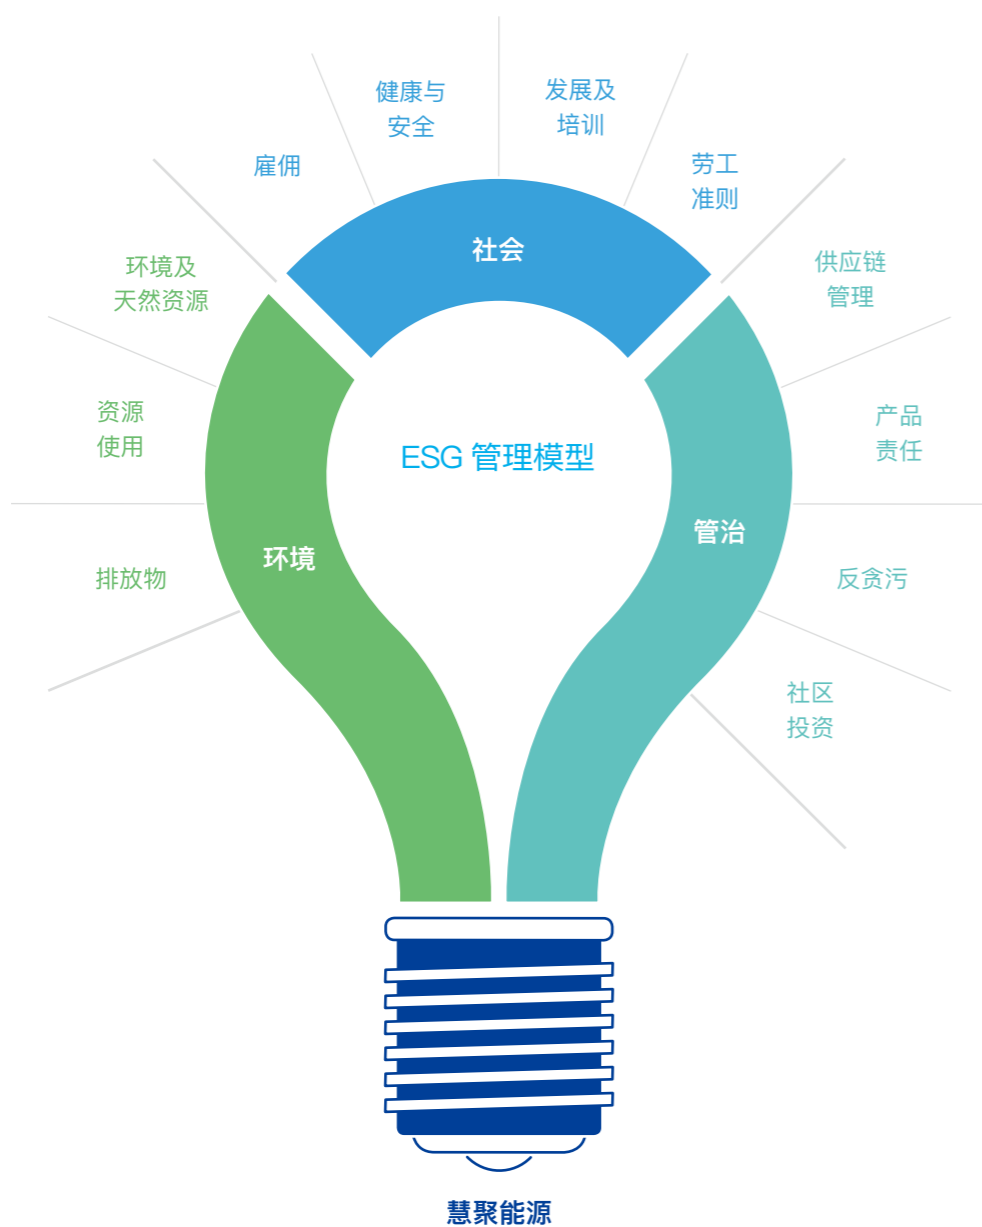 健康与
安全
发展及
培训
雇佣
劳工
准则
社会
环境及
天然资源
供应链
管理
资源
使用
产品
责任
ESG 管理模型
管治
环境
排放物
反贪污
社区
投资
慧聚能源